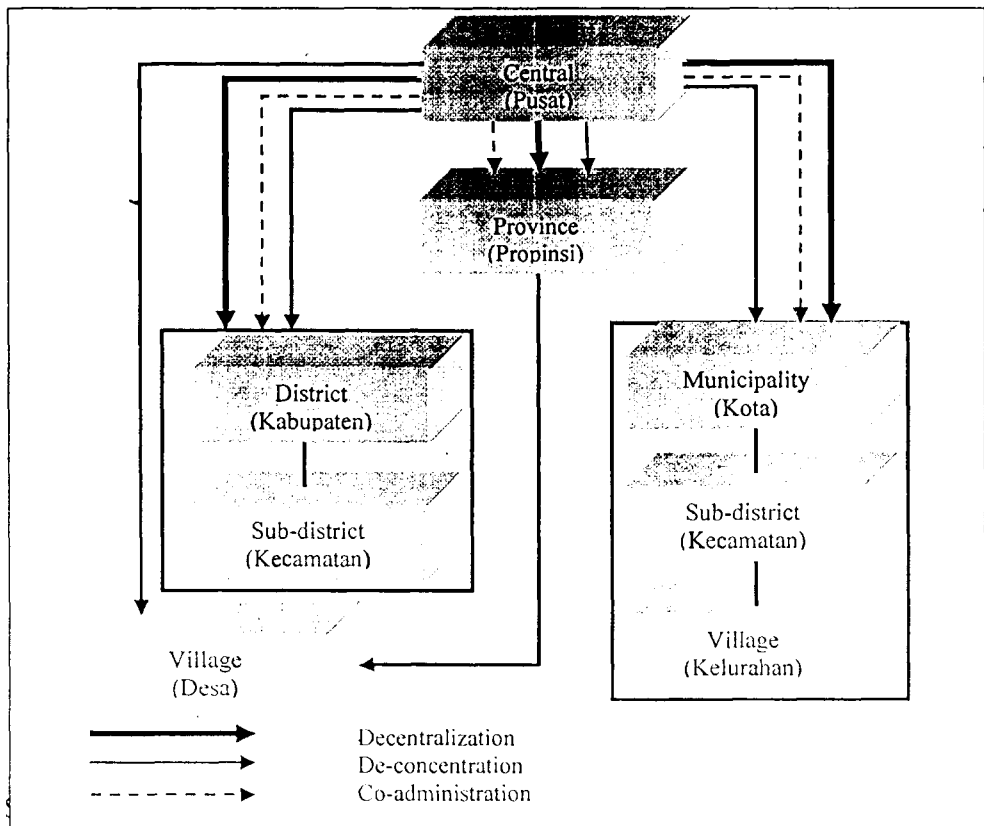 Central
(Pusat)
Province
(Propinsi)
District
(Kabupaten)
Municipality
(Kota)
Sub-district
(Kecamatan)
Sub-district
(Kecamatan)
Village
(Desa)
Village
(Kelurahan)
Decentralization
De-concentration
Co-administration